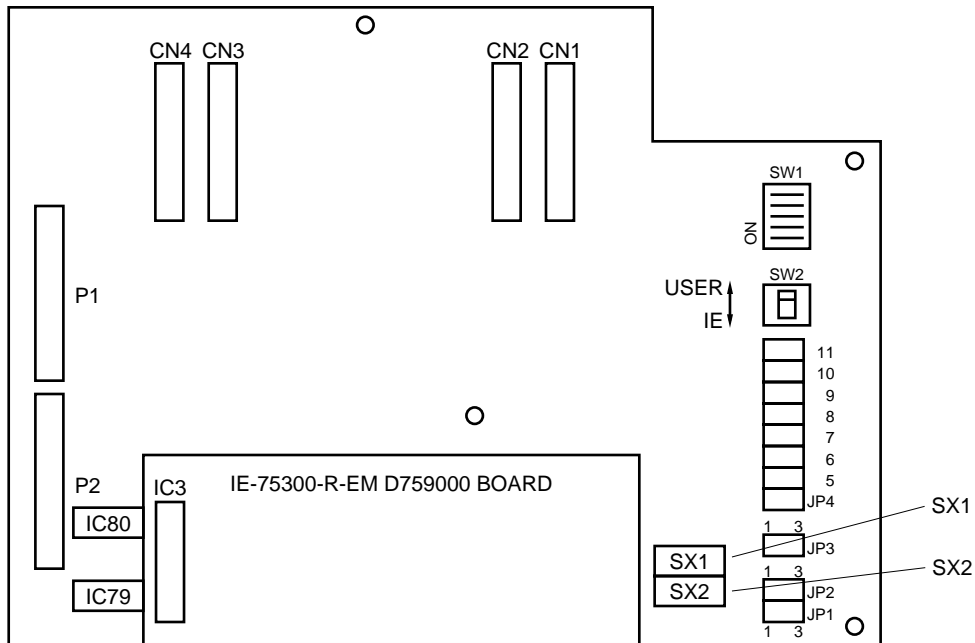 CN4 CN3 CN2 CN1
SW1
ON
SW2
USER
IE
P1
11
10
9
8
7
6
5
JP4
P2
IC3
IE-75300-R-EM D759000 BOARD
IC80
SX1
1 3
JP3
SX1
SX2
1 3
JP2
SX2
IC79
JP1
1 3